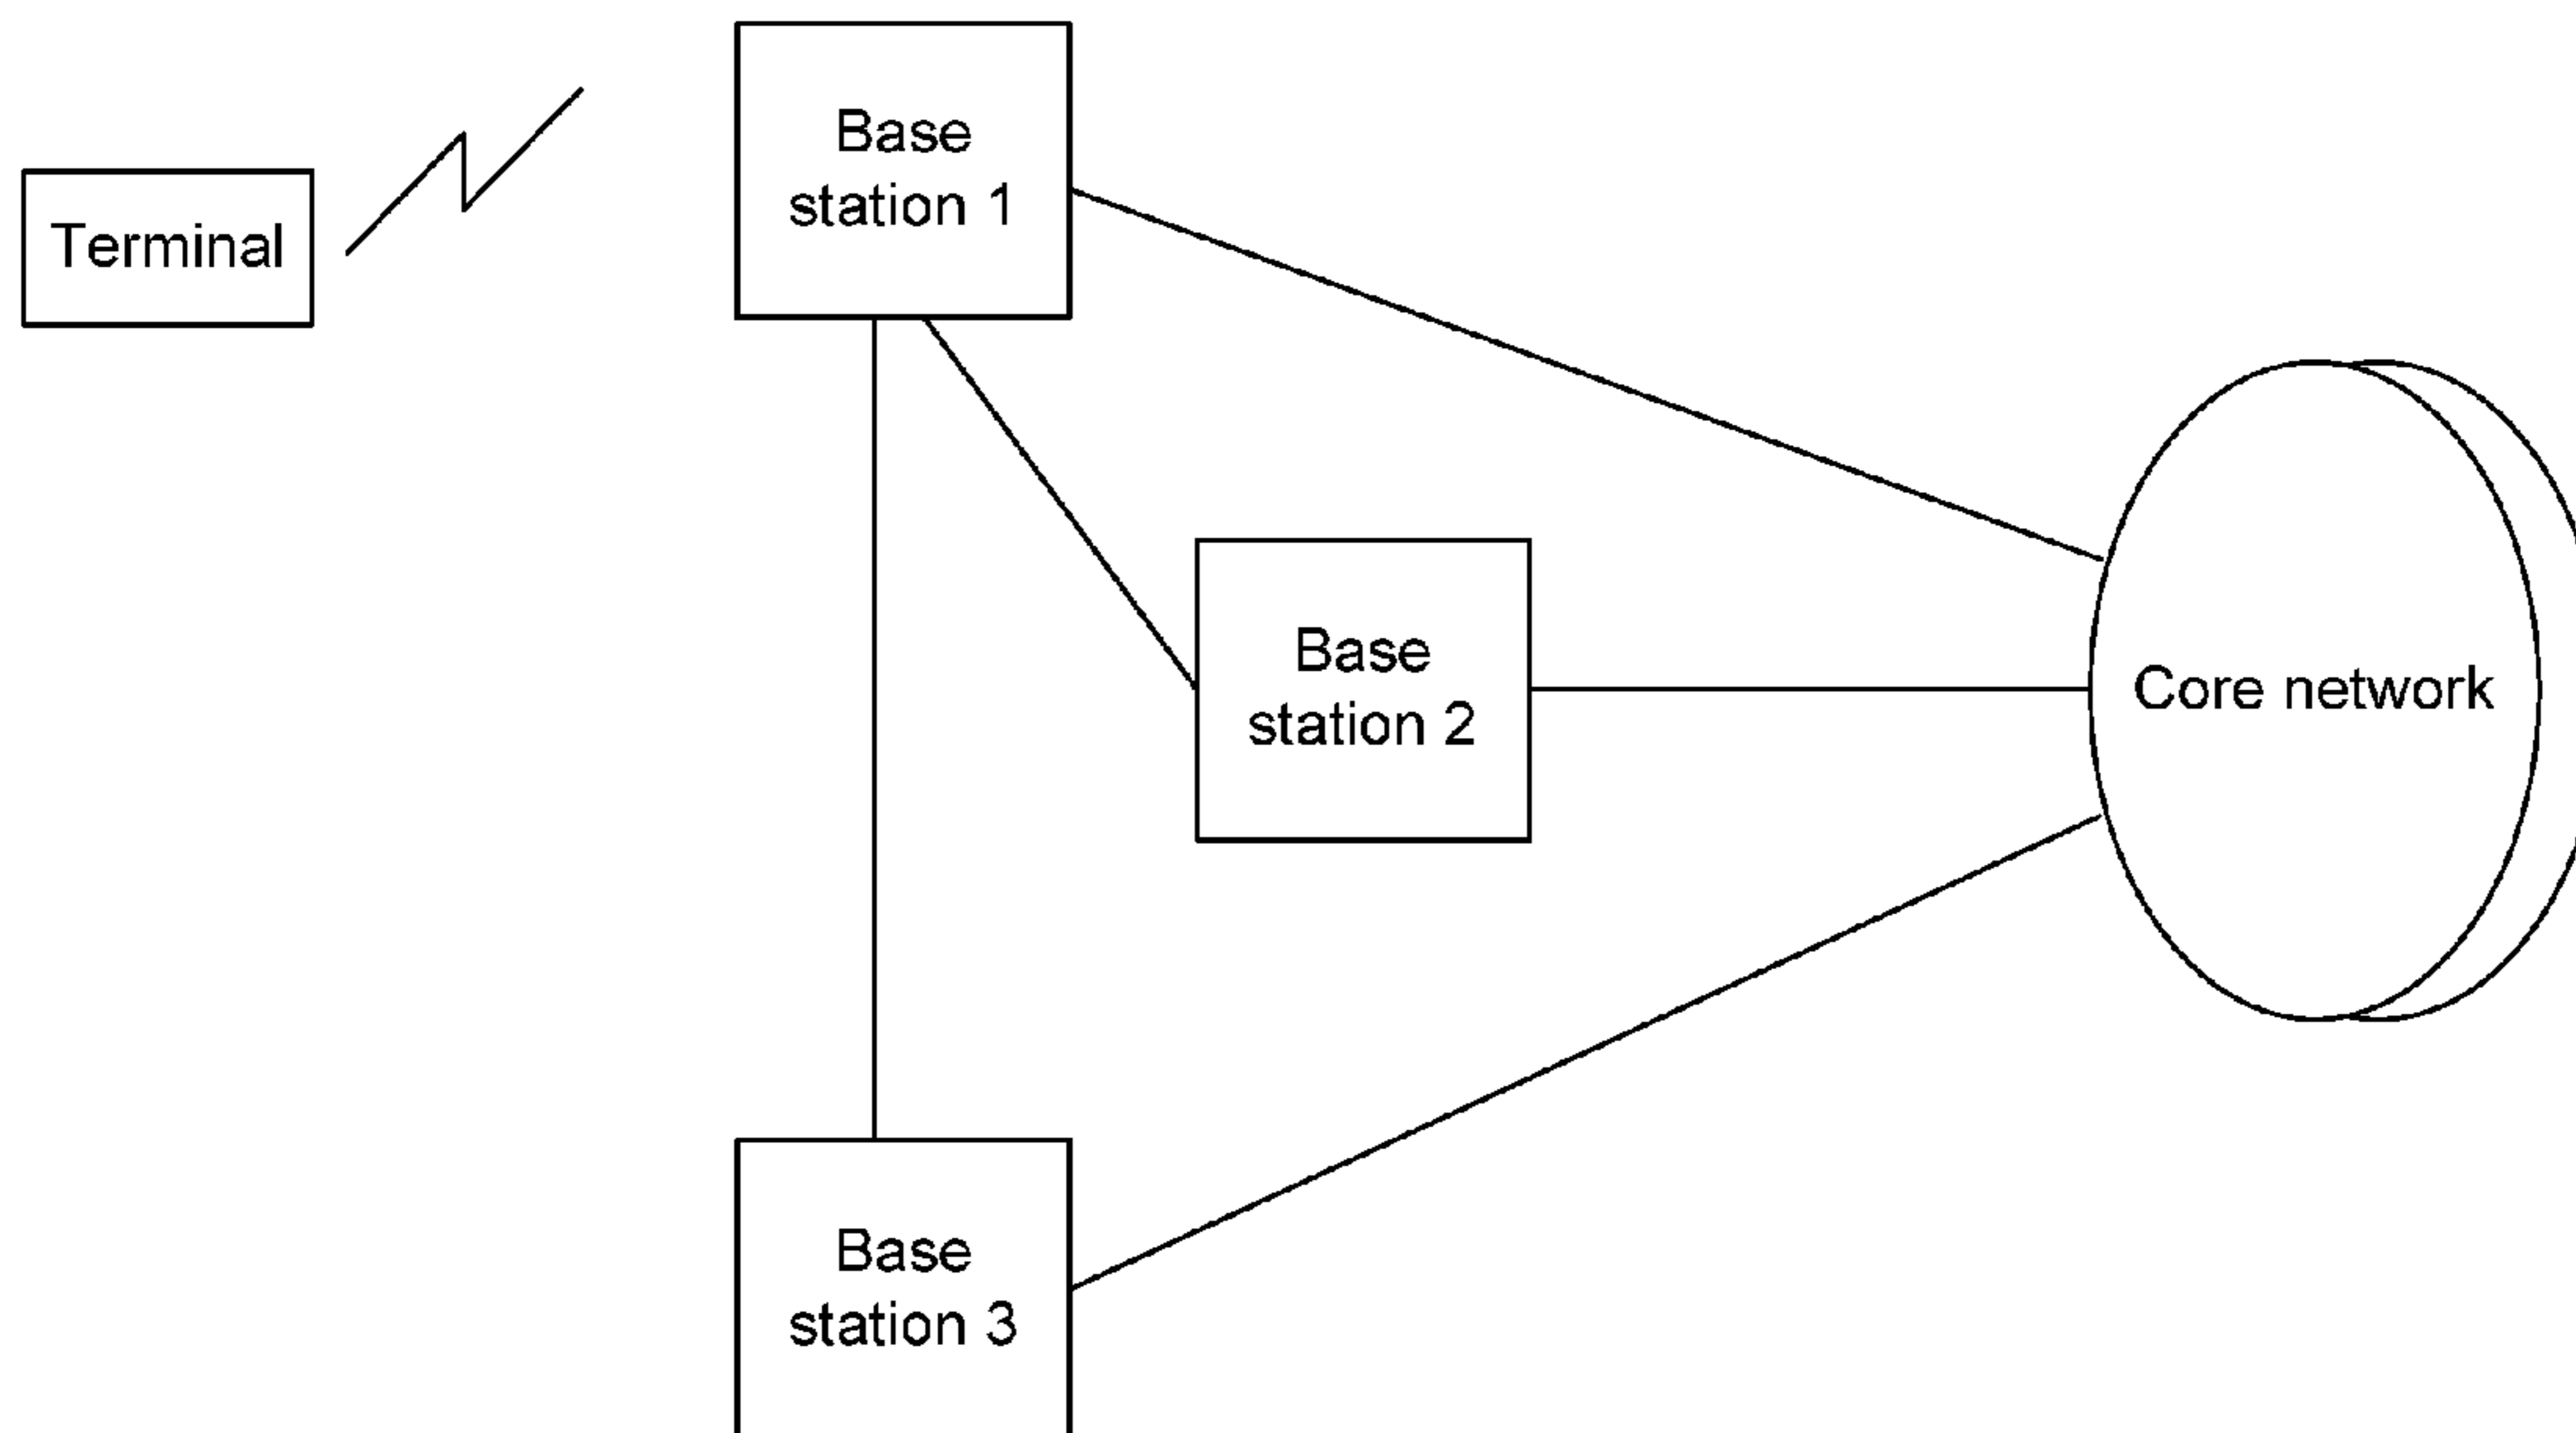 Terminal
Base
station 1
Base
station 2
Core network
Base
station 3